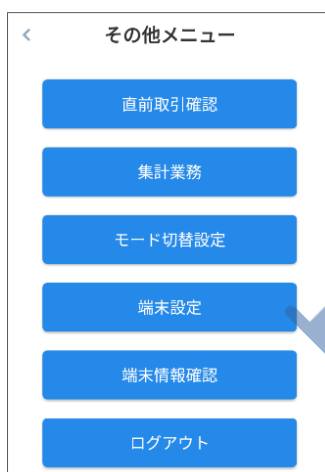 その他メニュー
直前取引確認
集計業務
モード切替設定
端末設定
端末情報確認
ログアウト